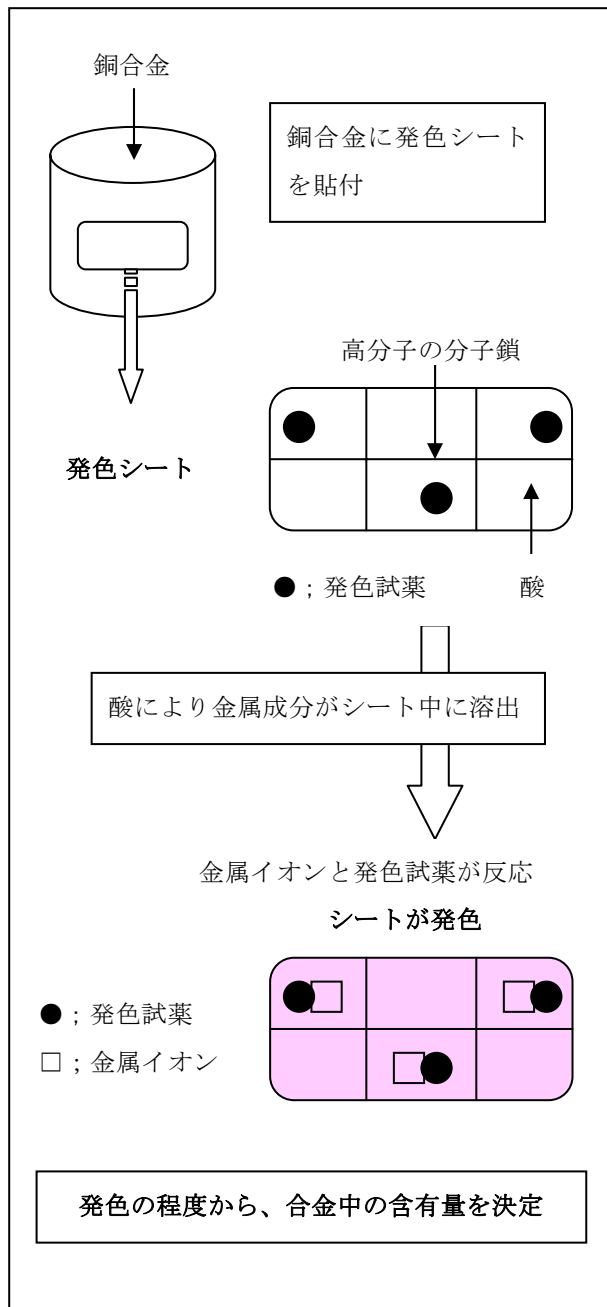 銅合金
銅合金に発色シート
を貼付
高分子の分子鎖
発色シート
●；発色試薬
酸
酸により金属成分がシート中に溶出
金属イオンと発色試薬が反応
シートが発色
●；発色試薬
□；金属イオン
発色の程度から、合金中の含有量を決定